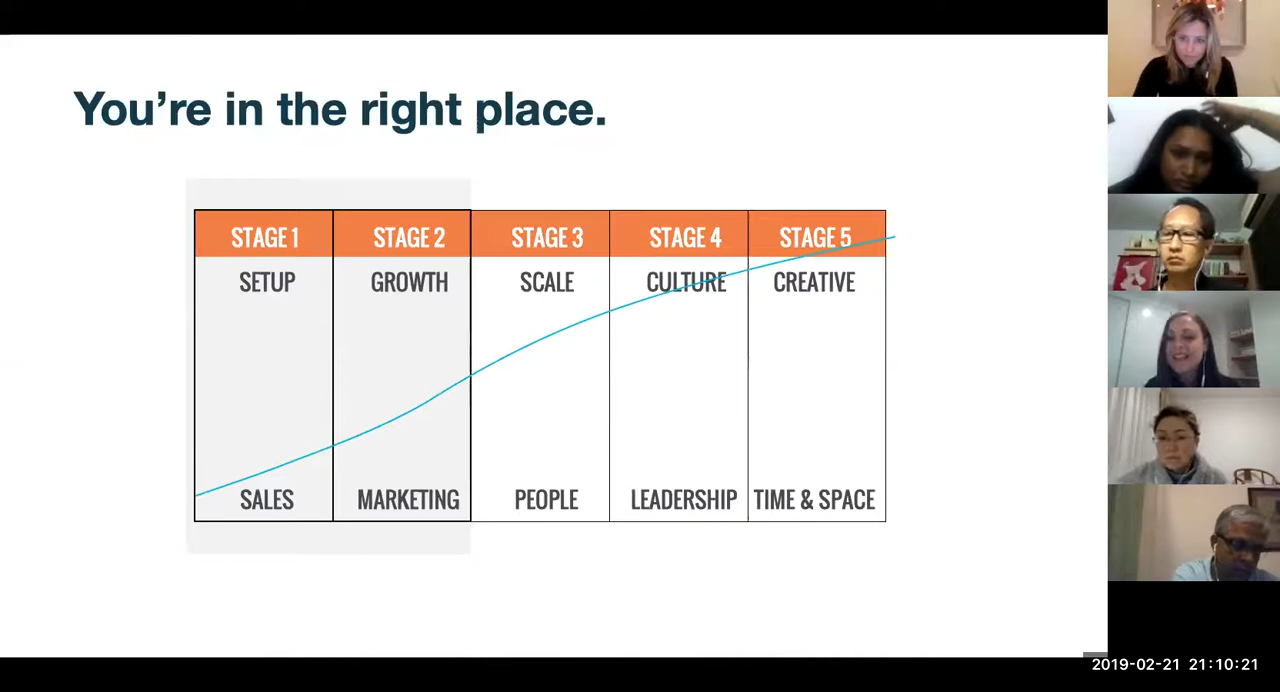 You’re in the right place.
STAGE 1 STAGE 2 STAGE 3 STAGE 4 STAGE 5
SETUP GROWTH SCALE CULTURE CREATIVE
SALES MARKETING PEOPLE LEADERSHIP TIME & SPACE
2019-02-21 21:10:21